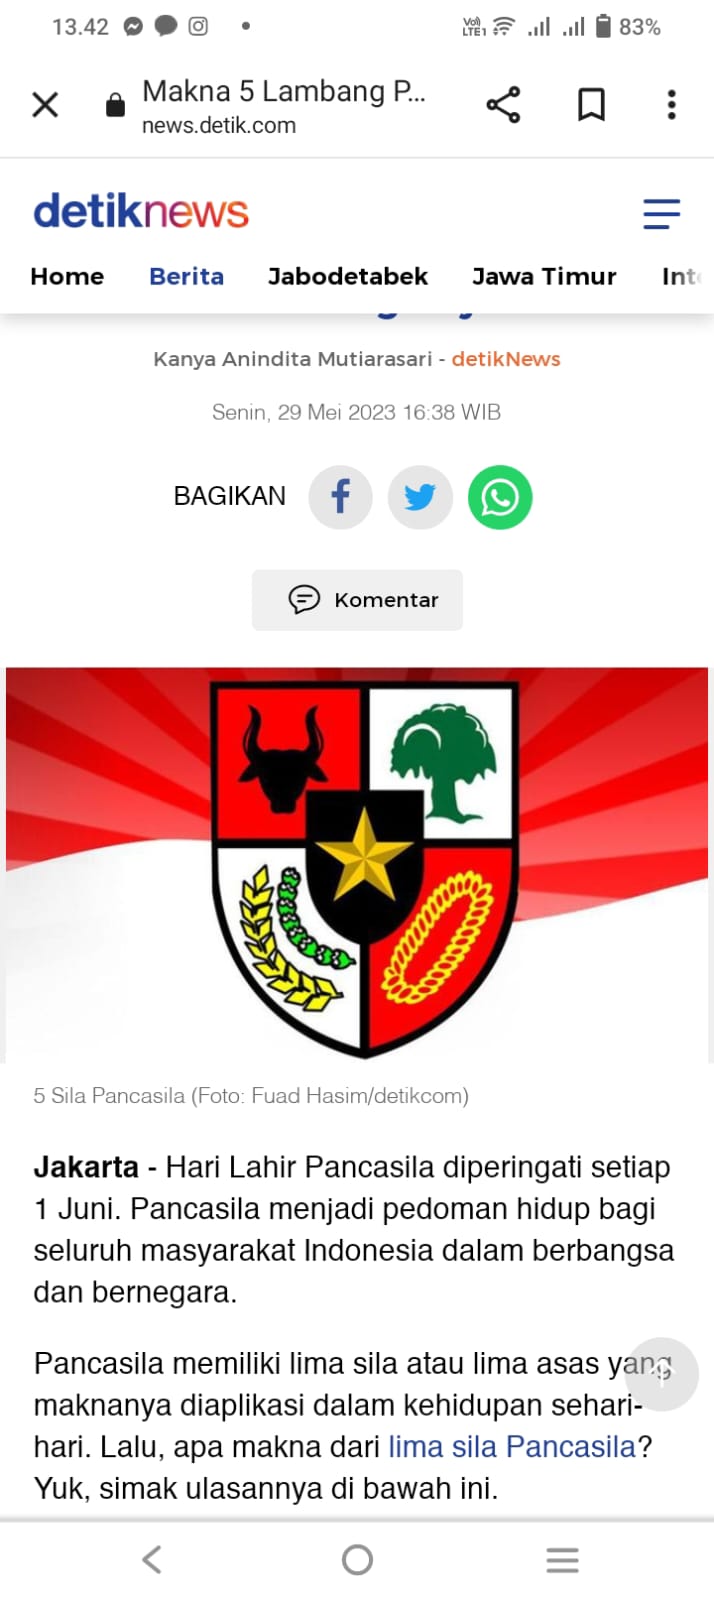 13.42
Vo))
LTE1
83%
Makna 5 Lambang P...
news.detik.com
detiknews
Home Berita Jabodetabek Jawa Timur Int
Kanya Anindita Mutiarasari - detikNews
Senin, 29 Mei 2023 16:38 WIB
BAGIKAN
Komentar
5 Sila Pancasila (Foto: Fuad Hasim/detikcom)
Jakarta - Hari Lahir Pancasila diperingati setiap
1 Juni. Pancasila menjadi pedoman hidup bagi
seluruh masyarakat Indonesia dalam berbangsa
dan bernegara.
Pancasila memiliki lima sila atau lima asas yang
maknanya diaplikasi dalam kehidupan sehari-
hari. Lalu, apa makna dari lima sila Pancasila?
Yuk, simak ulasannya di bawah ini.